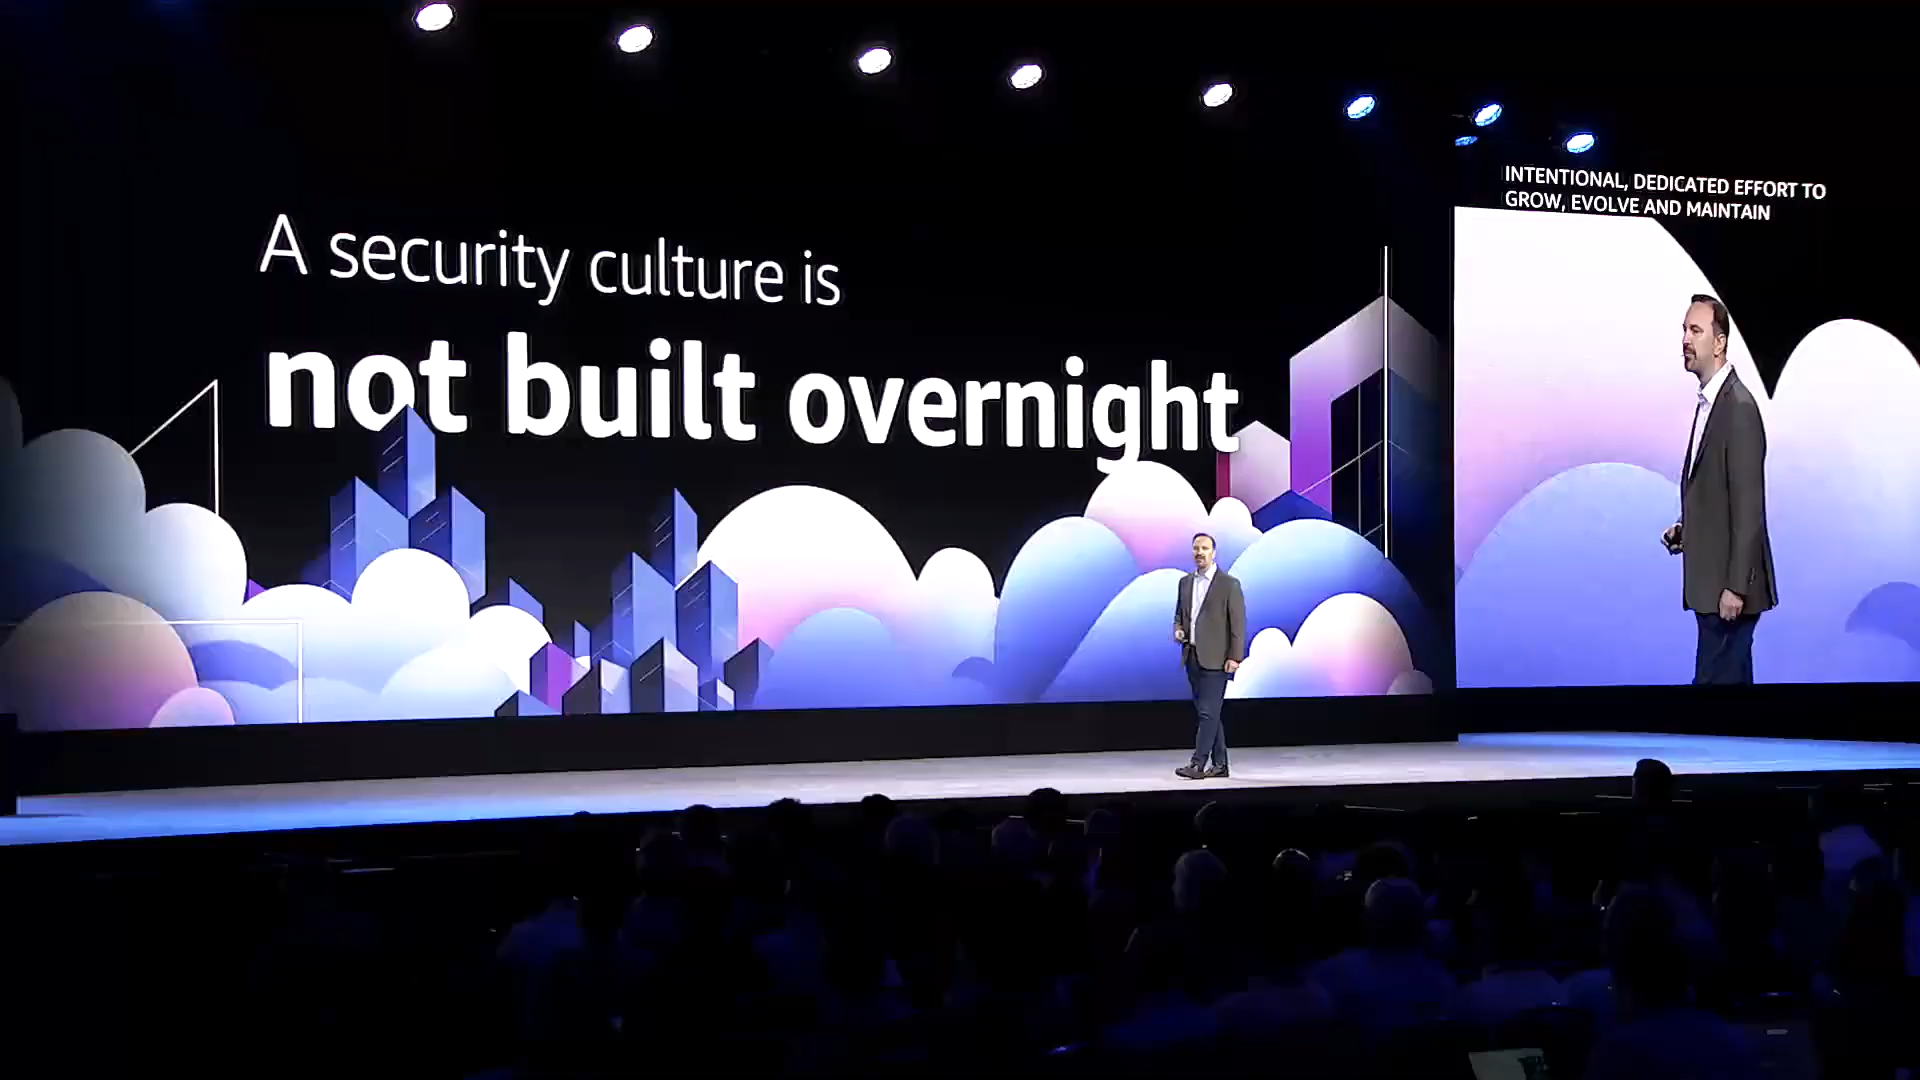 A security culture is
not built overnight
INTENTIONAL, DEDICATED EFFORT TO
GROW, EVOLVE AND MAINTAIN